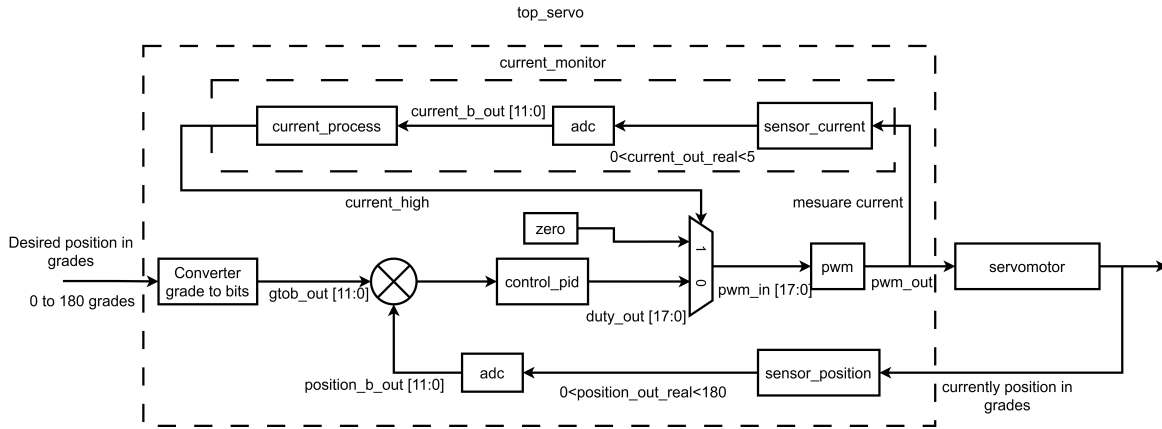 top_servo
current_monitor
current_process
current_b_out [11:0]
adc
sensor_current
0<current_out_real<5
current_high
mesuare current
Desired position in
grades
0 to 180 grades
Converter
grade to bits
gtob_out [11:0]
zero
control_pid
duty_out [17:0]
1
0
pwm_in [17:0]
pwm
pwm_out
servomotor
position_b_out [11:0]
adc
0<position_out_real<180
sensor_position
currently position in
grades